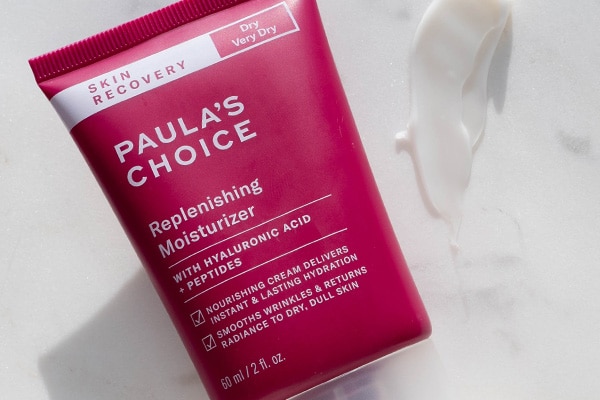 SKIN
RECOVERY
Dry
Very Dry
PAULA'S
CHOICE
Replenishing
Moisturizer
WITH HYALURONIC ACID
+ PEPTIDES
NOURISHING CREAM DELIVERS
INSTANT & LASTING HYDRATION
SMOOTHS WRINKLES & RETURNS
RADIANCE TO DRY, DULL SKIN
60 ml / 2 fl. oz.